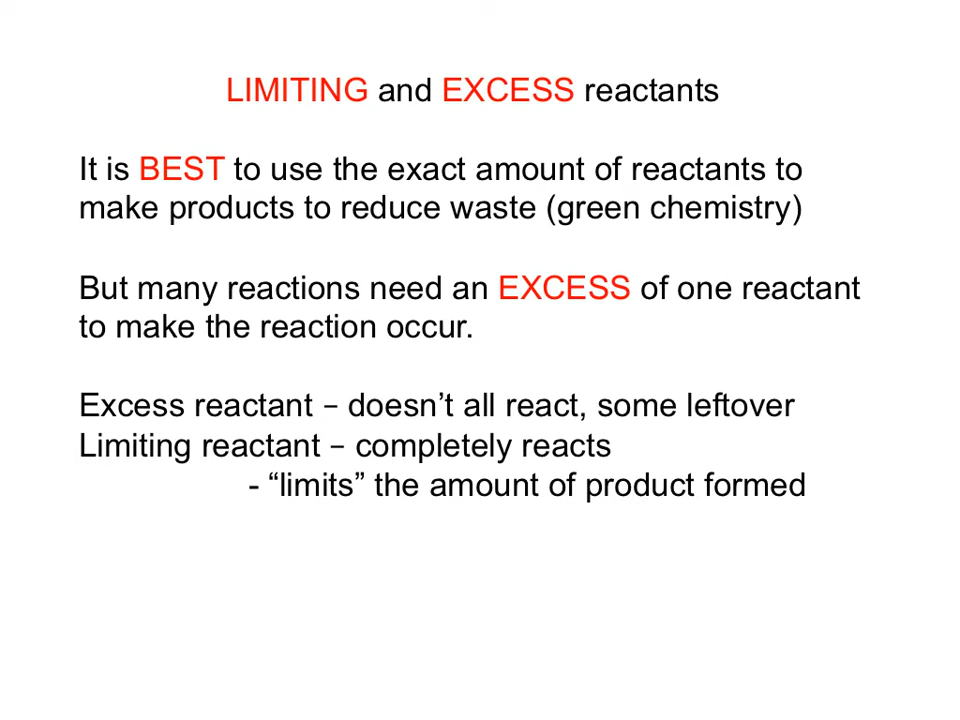 LIMITING and EXCESS reactants
It is BEST to use the exact amount of reactants to
make products to reduce waste (green chemistry)
But many reactions need an EXCESS of one reactant
to make the reaction occur.
Excess reactant – doesn’t all react, some leftover
Limiting reactant – completely reacts
- “limits” the amount of product formed